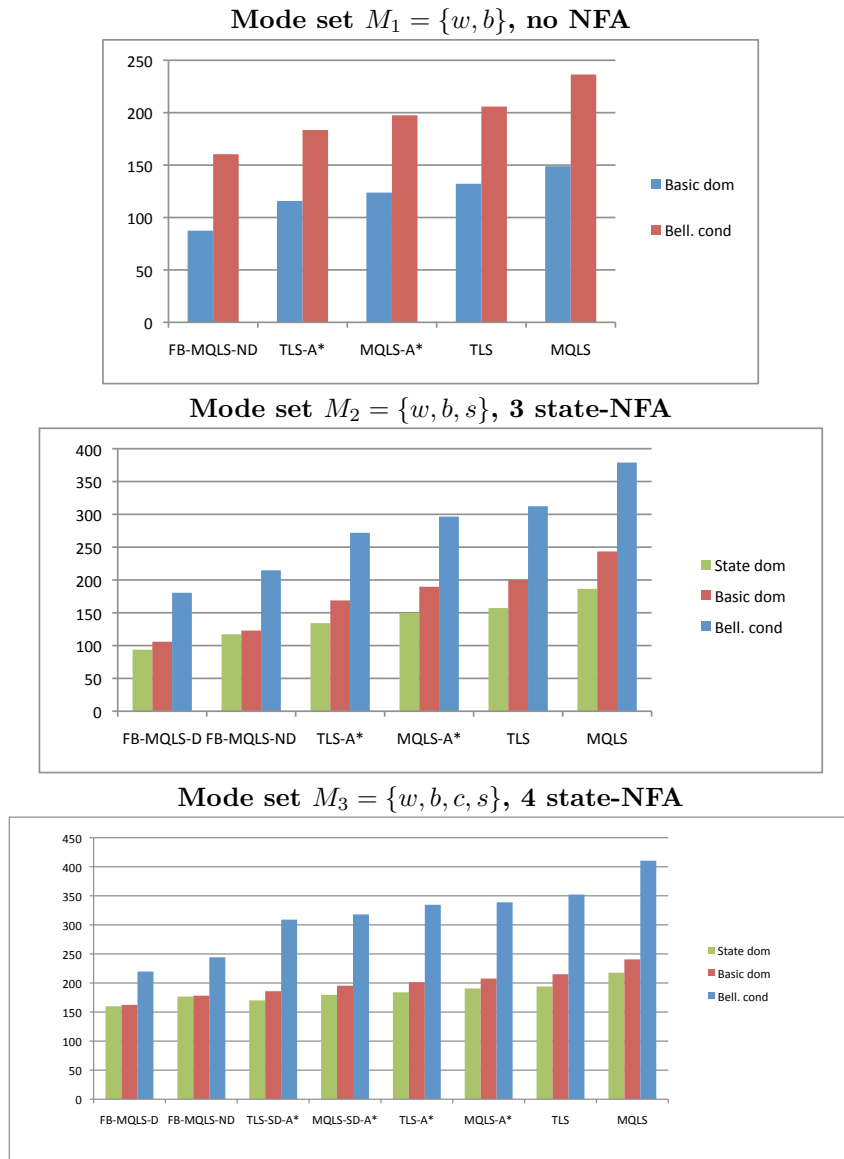 Mode set M₁ = {w, b}, no NFA
250
200
150
100
50
0
FB-MQLS-ND TLS-A* MQLS-A* TLS MQLS
Basic dom
Bell. cond
Mode set M₂ = {w, b, s}, 3 state-NFA
400
350
300
250
200
150
100
50
0
FB-MQLS-D FB-MQLS-ND TLS-A* MQLS-A* TLS MQLS
State dom
Basic dom
Bell. cond
Mode set M₃ = {w, b, c, s}, 4 state-NFA
450
400
350
300
250
200
150
100
50
0
FB-MQLS-D FB-MQLS-ND TLS-SD-A* MQLS-SD-A* TLS-A* MQLS-A* TLS MQLS
State dom
Basic dom
Bell. cond